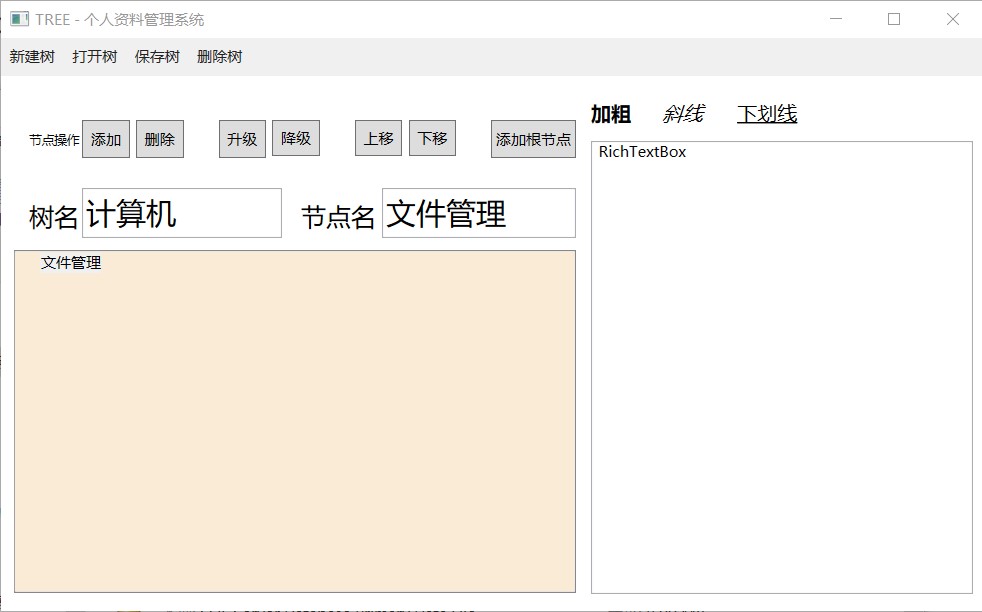 TREE - 个人资料管理系统
新建树 打开树 保存树 删除树
节点操作 添加 删除 升级 降级 上移 下移 添加根节点
树名 计算机 节点名 文件管理
文件管理
加粗 斜线 下划线
RichTextBox